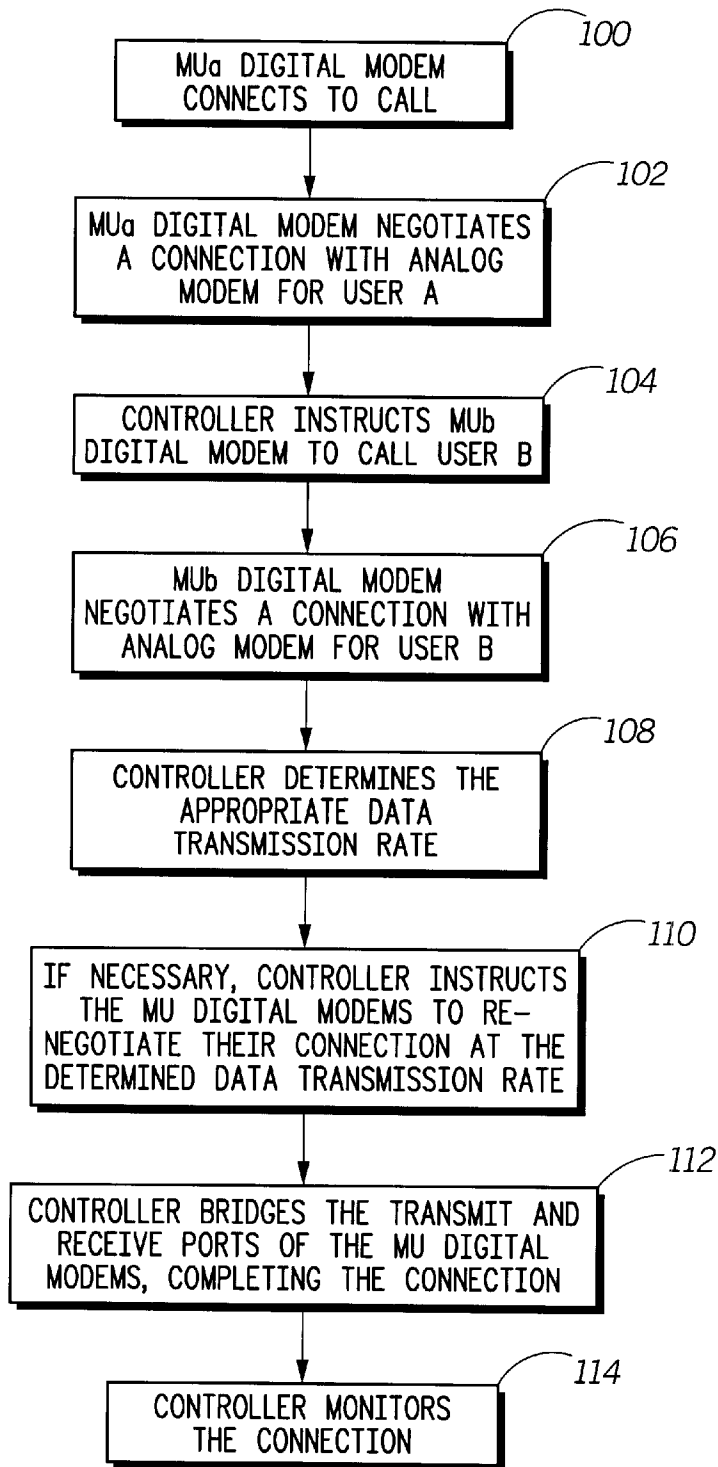 100
MUa DIGITAL MODEM
CONNECTS TO CALL
102
MUa DIGITAL MODEM NEGOTIATES
A CONNECTION WITH ANALOG
MODEM FOR USER A
104
CONTROLLER INSTRUCTS MUb
DIGITAL MODEM TO CALL USER B
106
MUb DIGITAL MODEM
NEGOTIATES A CONNECTION WITH
ANALOG MODEM FOR USER B
108
CONTROLLER DETERMINES THE
APPROPRIATE DATA
TRANSMISSION RATE
110
IF NECESSARY, CONTROLLER INSTRUCTS
THE MU DIGITAL MODEMS TO RE-
NEGOTIATE THEIR CONNECTION AT THE
DETERMINED DATA TRANSMISSION RATE
112
CONTROLLER BRIDGES THE TRANSMIT AND
RECEIVE PORTS OF THE MU DIGITAL
MODEMS, COMPLETING THE CONNECTION
114
CONTROLLER MONITORS
THE CONNECTION